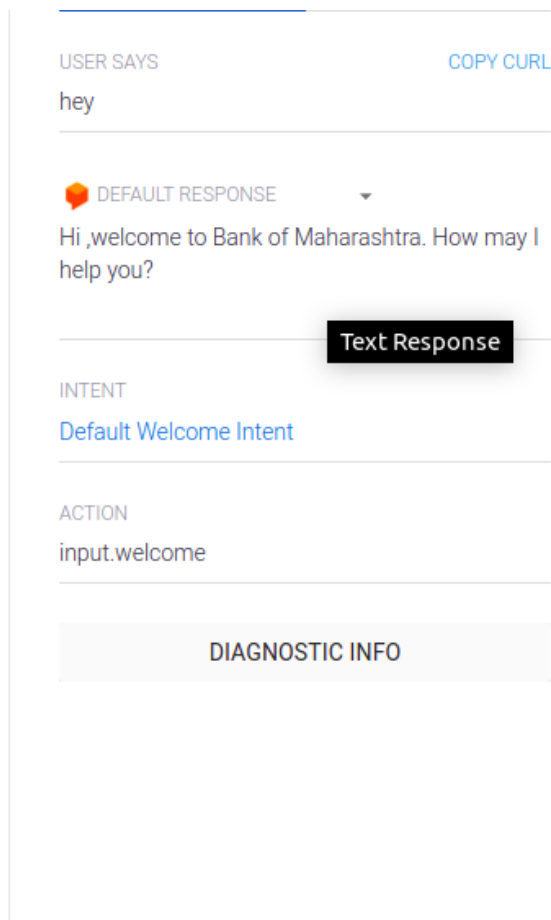 USER SAYS COPY CURL
hey
DEFAULT RESPONSE
Hi ,welcome to Bank of Maharashtra. How may I
help you?
Text Response
INTENT
Default Welcome Intent
ACTION
input.welcome
DIAGNOSTIC INFO